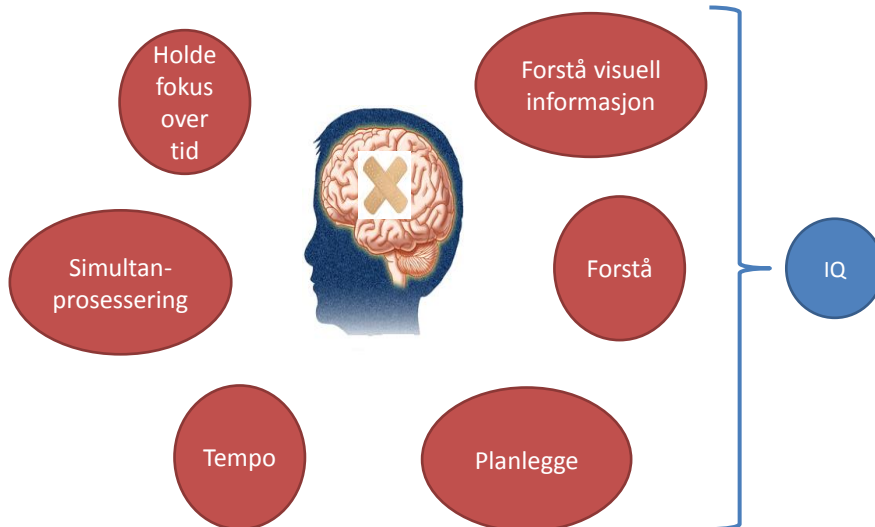 Holde
fokus
over
tid
Forstå visuell
informasjon
Simultan-
prosessering
Forstå
IQ
Tempo
Planlegge